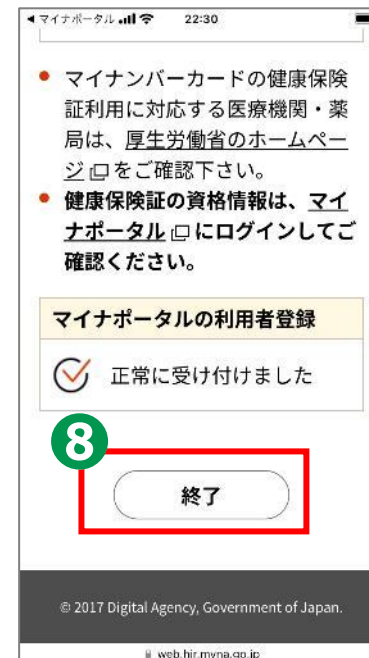 ◀マイナポータル 22:30
マイナンバーカードの健康保険
証利用に対応する医療機関・薬
局は、厚生労働省のホームペー
ジをご確認下さい。
健康保険証の資格情報は、マイ
ナポータルにログインしてご
確認ください。
マイナポータルの利用者登録
正常に受け付けました
8
終了
© 2017 Digital Agency, Government of Japan.
web.hir.myna.go.jp